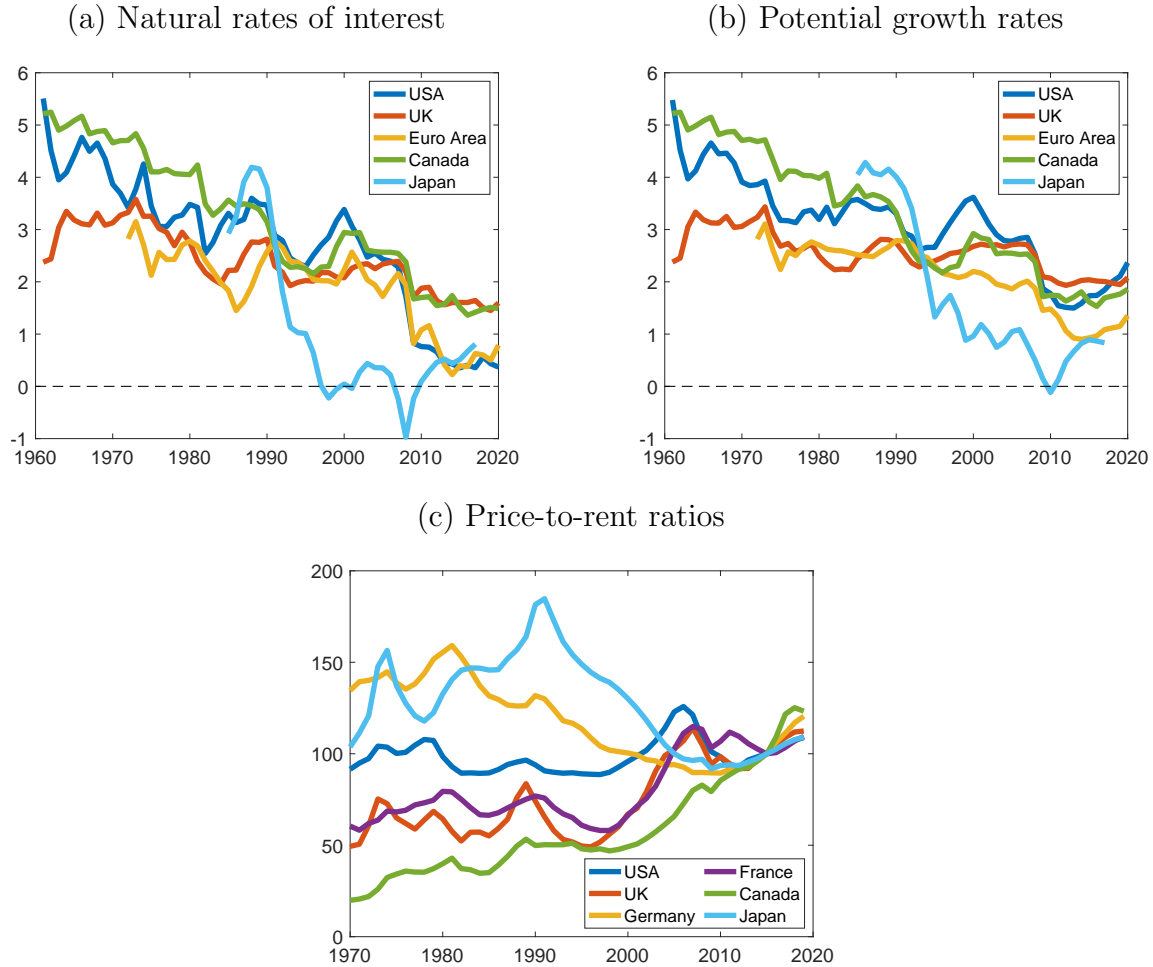 (a) Natural rates of interest
6
5
4
3
2
1
0
-1
1960 1970 1980 1990 2000 2010 2020
USA
UK
Euro Area
Canada
Japan
(b) Potential growth rates
6
5
4
3
2
1
0
-1
1960 1970 1980 1990 2000 2010 2020
USA
UK
Euro Area
Canada
Japan
(c) Price-to-rent ratios
200
150
100
50
0
1970 1980 1990 2000 2010 2020
USA
UK
Germany
France
Canada
Japan